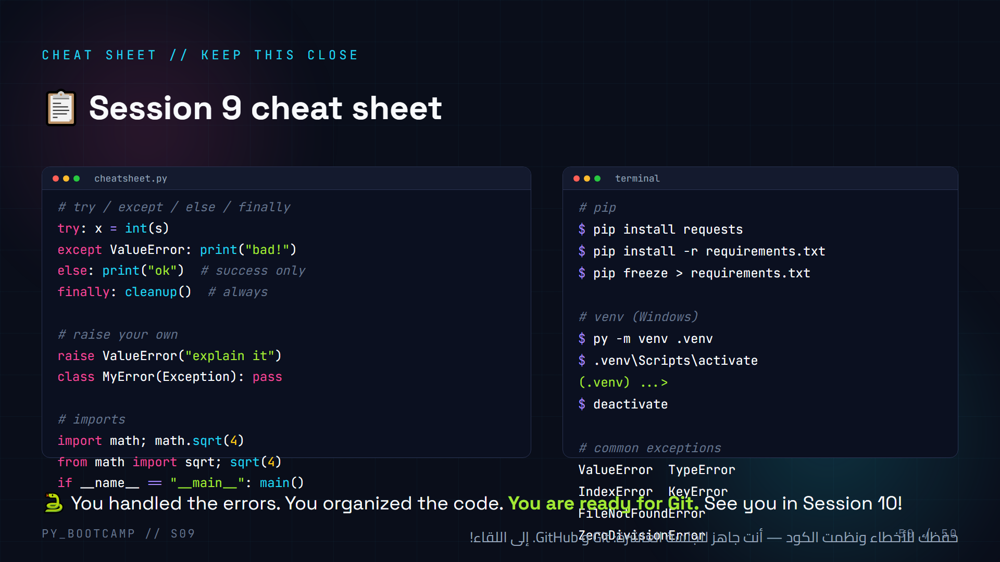 CHEAT SHEET // KEEP THIS CLOSE
📋 Session 9 cheat sheet
cheatsheet.py
# try / except / else / finally
try: x = int(s)
except ValueError: print("bad!")
else: print("ok")  # success only
finally: cleanup()  # always
# raise your own
raise ValueError("explain it")
class MyError(Exception): pass
# imports
import math; math.sqrt(4)
from math import sqrt; sqrt(4)
if __name__ == "__main__": main()
terminal
# pip
$ pip install requests
$ pip install -r requirements.txt
$ pip freeze > requirements.txt
# venv (Windows)
$ py -m venv .venv
$ .venv\Scripts\activate
(.venv) ...>
$ deactivate
# common exceptions
ValueError  TypeError
IndexError  KeyError
FileNotFoundError
ZeroDivisionError
🐍 You handled the errors. You organized the code. You are ready for Git. See you in Session 10!
PY_BOOTCAMP // S09
للأخطاء ونظمت الكود — أنت جاهز للجلسة العاشرة: Git و GitHub. إلى اللقاء!
50 / 50